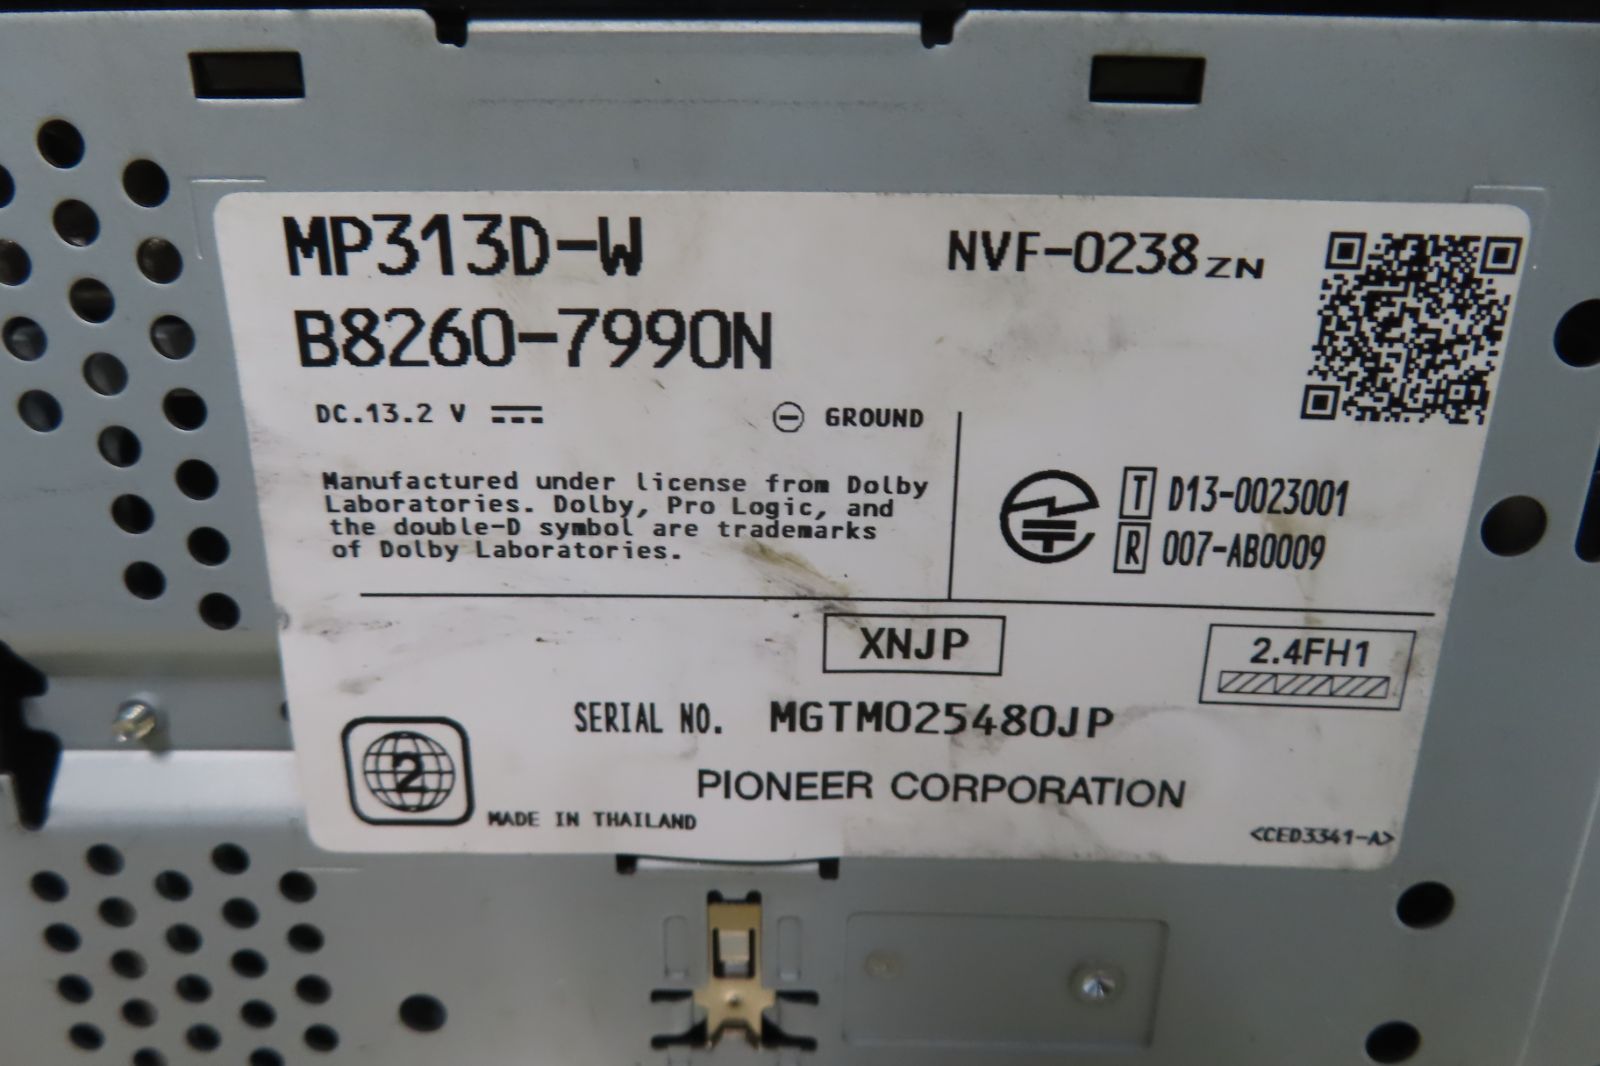 MP313D-W
NVF-0238ZN
B8260-7990N
DC.13.2 V
GROUND
Manufactured under license from Dolby
Laboratories. Dolby, Pro Logic, and
the double-D symbol are trademarks
of Dolby Laboratories.
T D13-0023001
R 007-AB0009
XNJP
2.4FH1
SERIAL NO. MGTM025480JP
2
PIONEER CORPORATION
MADE IN THAILAND
<CED3341-A>